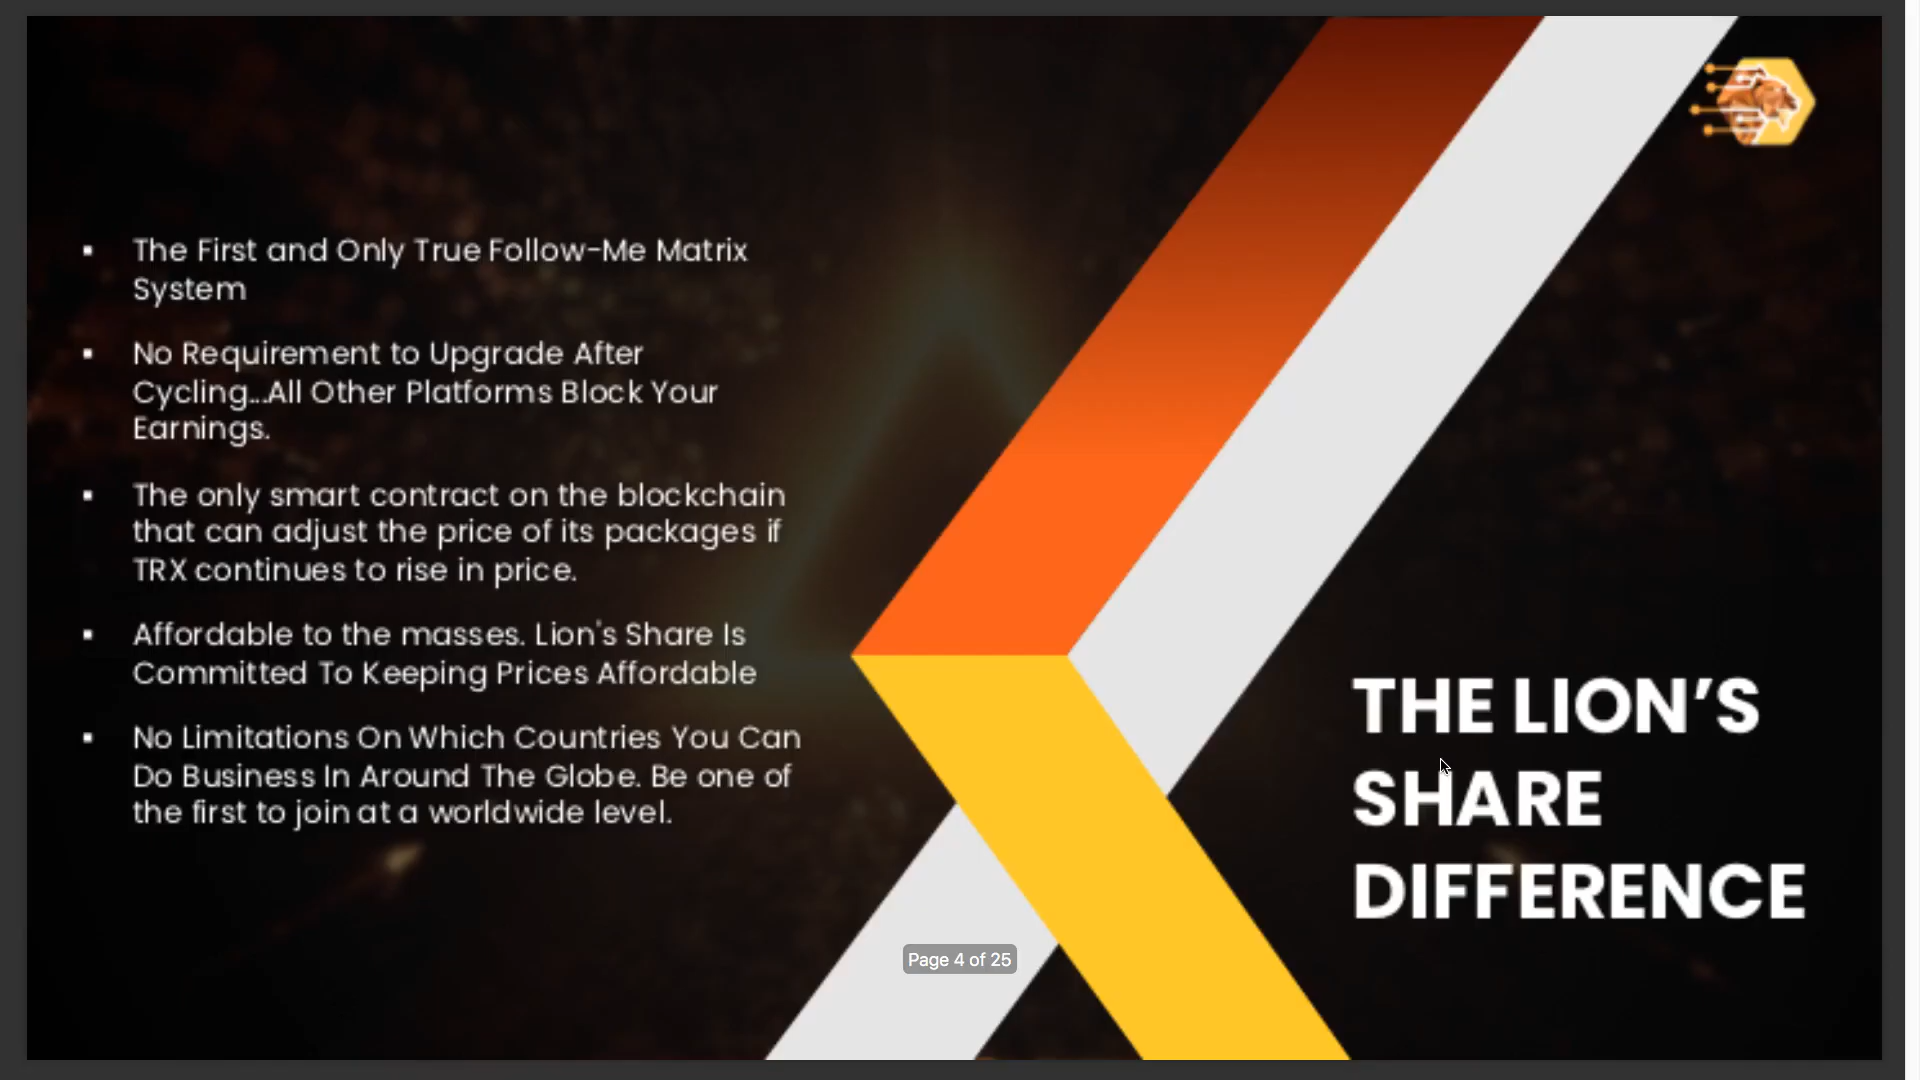 ▪ The First and Only True Follow-Me Matrix
System
▪ No Requirement to Upgrade After
Cycling...All Other Platforms Block Your
Earnings.
▪ The only smart contract on the blockchain
that can adjust the price of its packages if
TRX continues to rise in price.
▪ Affordable to the masses. Lion's Share Is
Committed To Keeping Prices Affordable
▪ No Limitations On Which Countries You Can
Do Business In Around The Globe. Be one of
the first to join at a worldwide level.
THE LION’S
SHARE
DIFFERENCE
Page 4 of 25